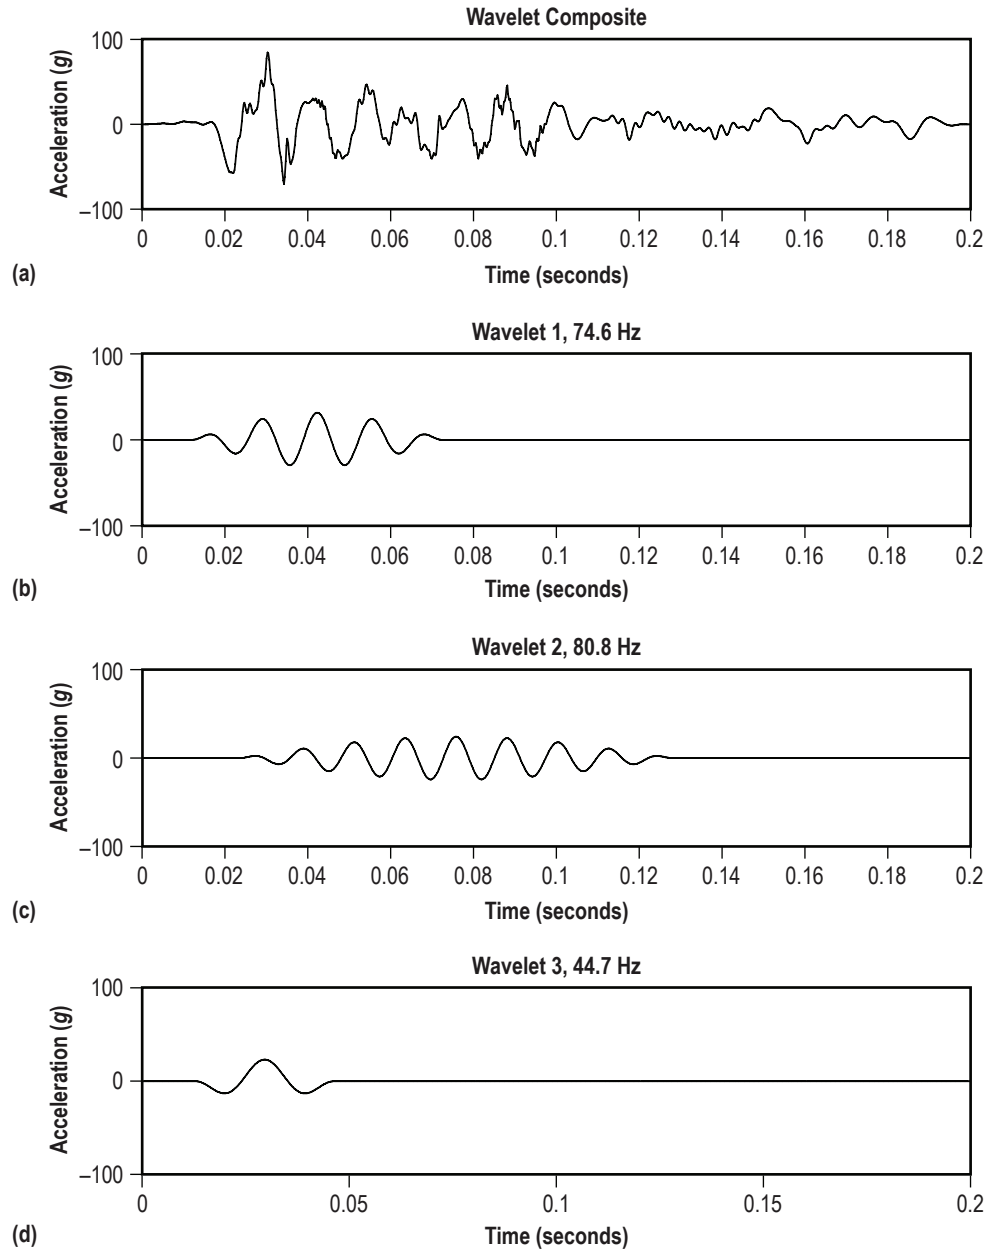 Wavelet Composite
Acceleration (g)
100
0
–100
0 0.02 0.04 0.06 0.08 0.1 0.12 0.14 0.16 0.18 0.2
Time (seconds)
(a)
Wavelet 1, 74.6 Hz
Acceleration (g)
100
0
–100
0 0.02 0.04 0.06 0.08 0.1 0.12 0.14 0.16 0.18 0.2
Time (seconds)
(b)
Wavelet 2, 80.8 Hz
Acceleration (g)
100
0
–100
0 0.02 0.04 0.06 0.08 0.1 0.12 0.14 0.16 0.18 0.2
Time (seconds)
(c)
Wavelet 3, 44.7 Hz
Acceleration (g)
100
0
–100
0 0.05 0.1 0.15 0.2
Time (seconds)
(d)